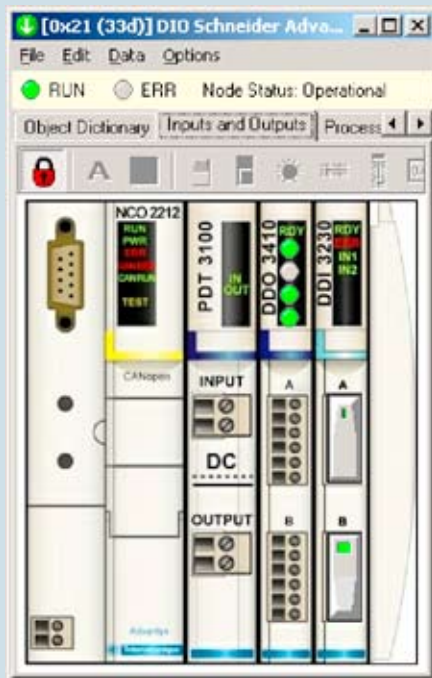 [0x21 (33d)] DIO Schneider Adva...
File Edit Data Options
RUN ERR Node Status: Operational
Object Dictionary Inputs and Outputs Process
A
NCO 2212
RUN
PWR
ERR
CANRUN
TEST
CANopen
PDT 3100
IN
OUT
INPUT
DC
OUTPUT
DDO 3410
RDY
A
B
DDI 3230
RDY
ERR
IN1
IN2
A
B
Advantys